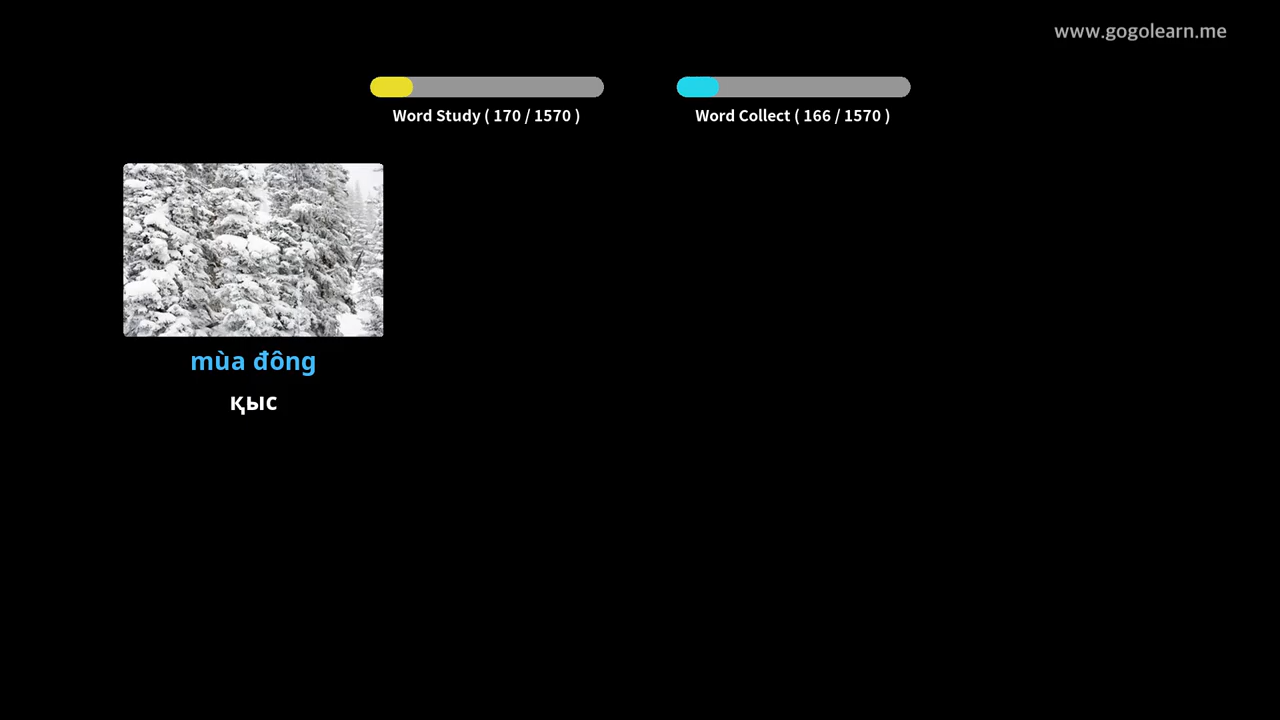 www.gogolearn.me
Word Study ( 170 / 1570 )
Word Collect ( 166 / 1570 )
mùa đông
қыс